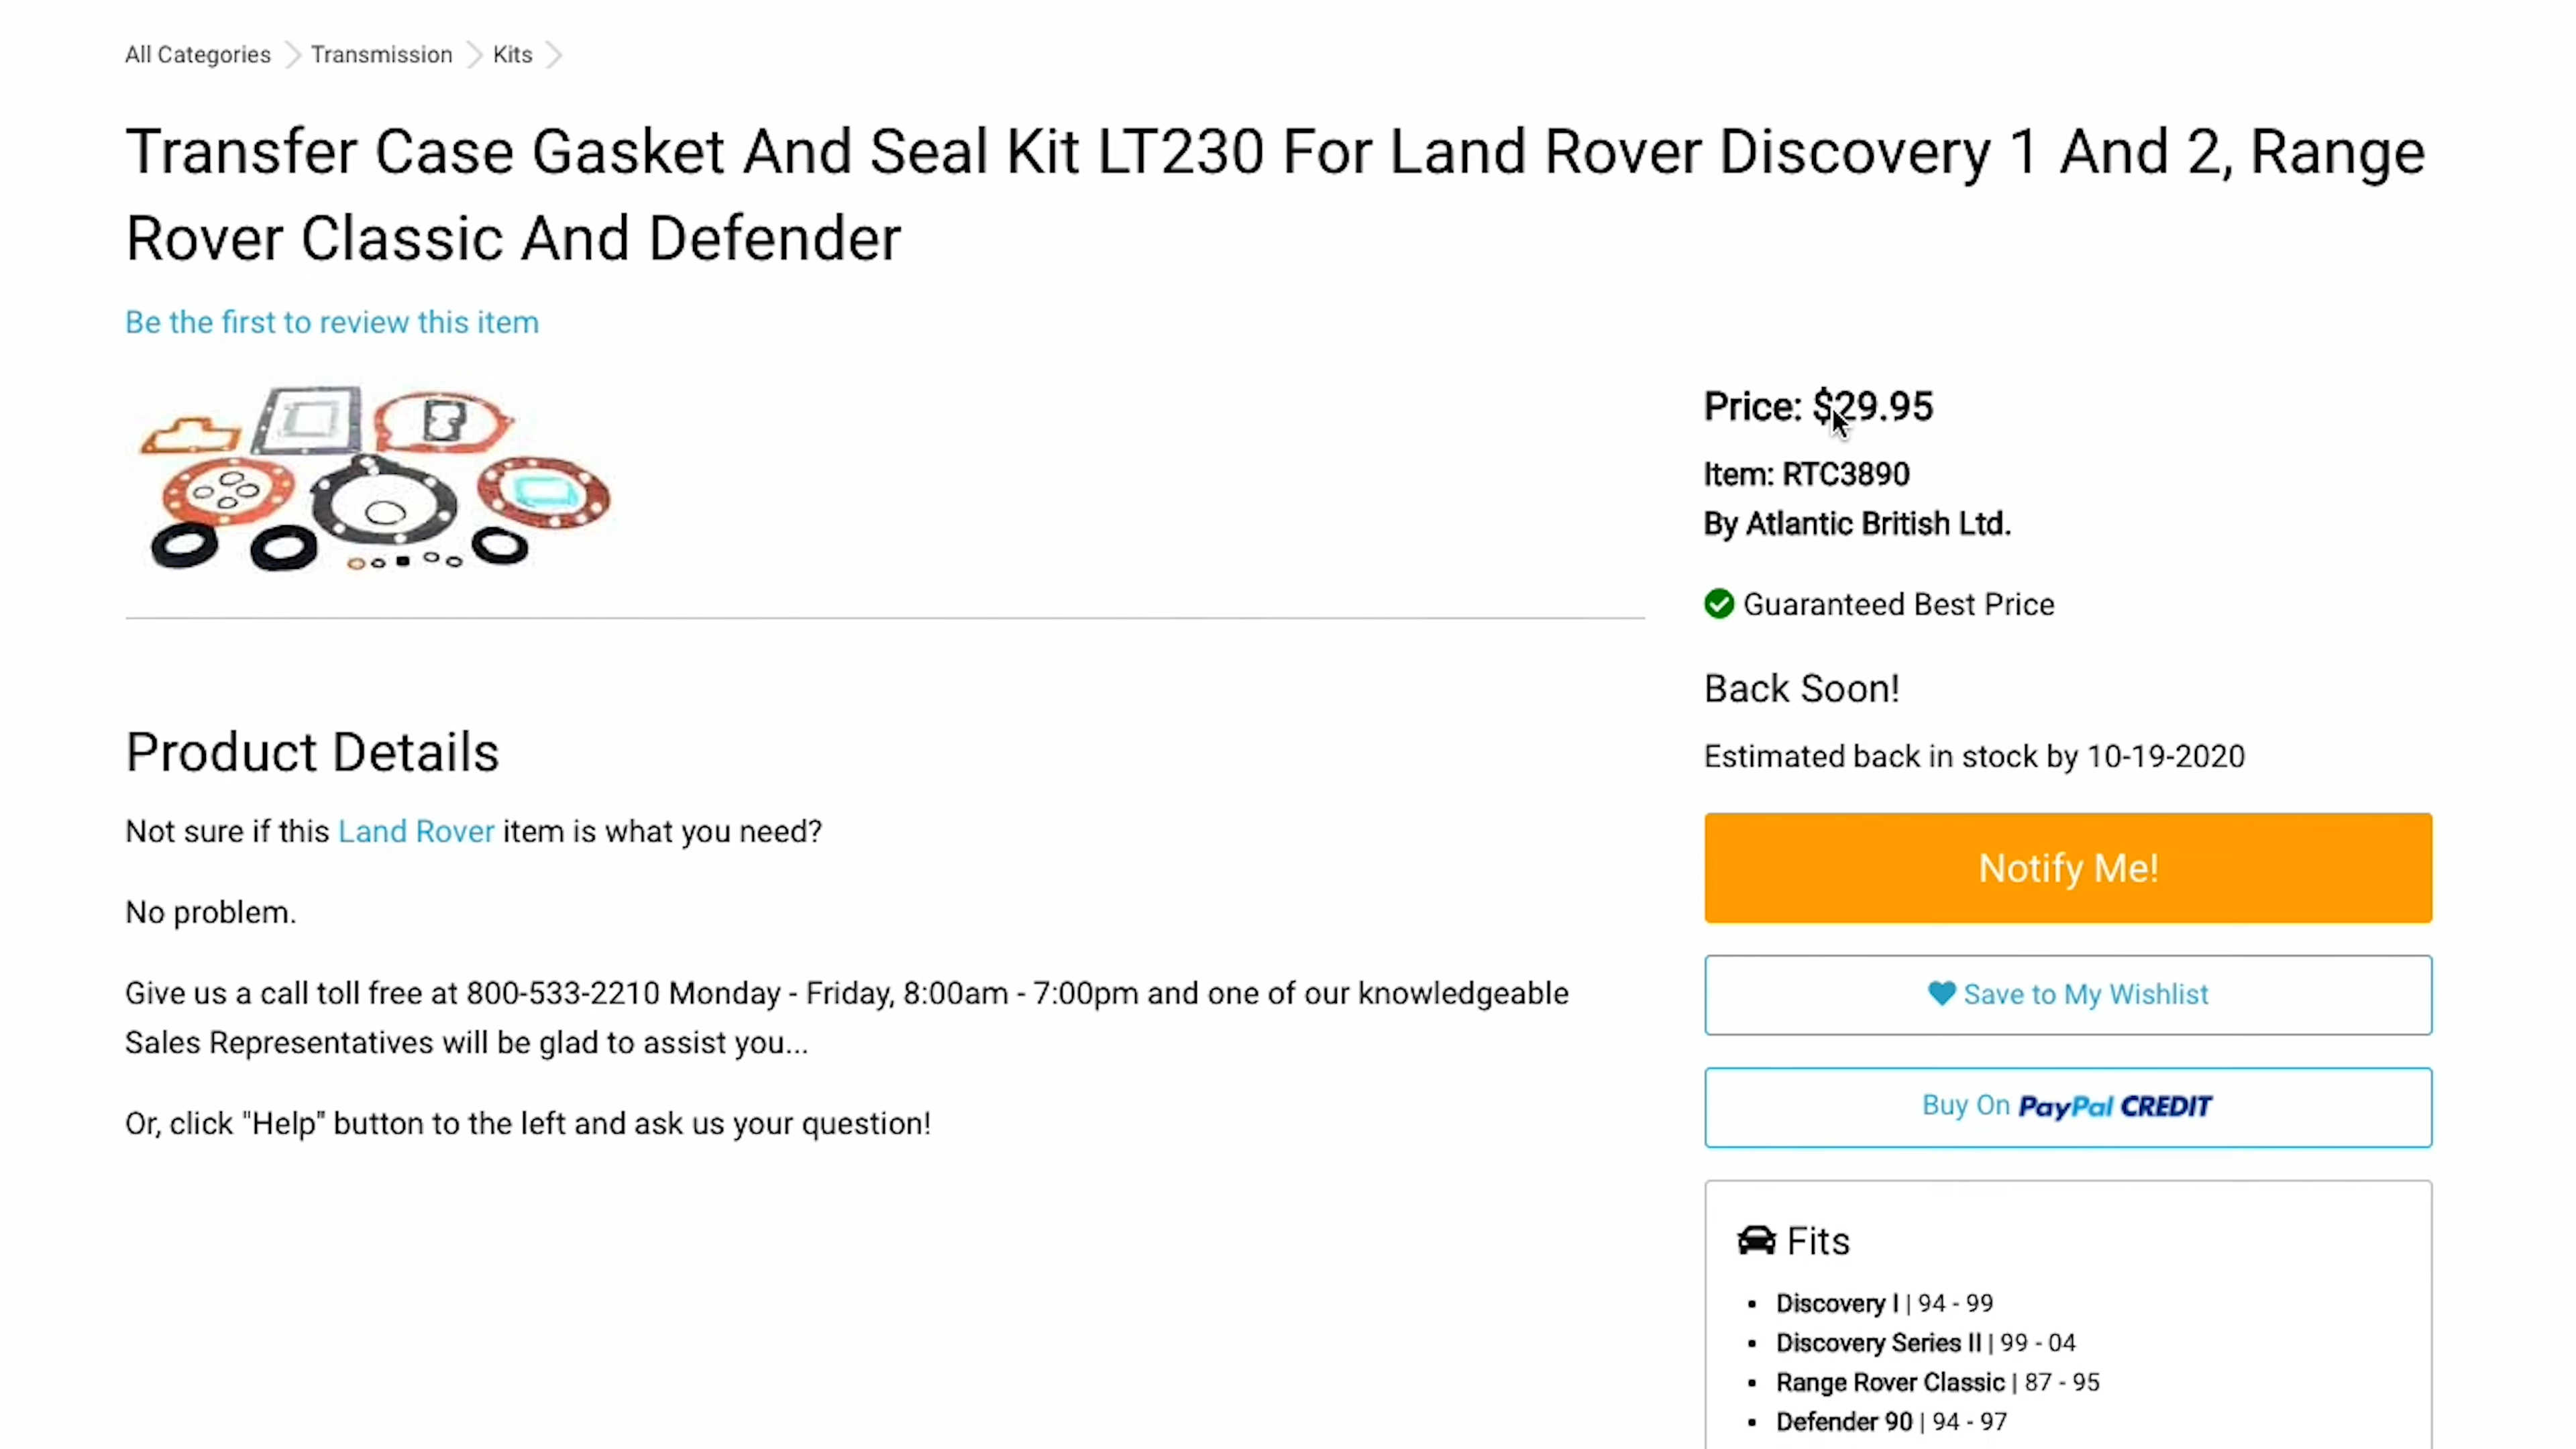 All Categories
Transmission
Kits
Transfer Case Gasket And Seal Kit LT230 For Land Rover Discovery 1 And 2, Range
Rover Classic And Defender
Be the first to review this item
Price: $29.95
Item: RTC3890
By Atlantic British Ltd.
Guaranteed Best Price
Back Soon!
Estimated back in stock by 10-19-2020
Notify Me!
Save to My Wishlist
Buy On PayPal CREDIT
Fits
• Discovery I | 94 - 99
• Discovery Series II | 99 - 04
• Range Rover Classic | 87 - 95
• Defender 90 | 94 - 97
Product Details
Not sure if this Land Rover item is what you need?
No problem.
Give us a call toll free at 800-533-2210 Monday - Friday, 8:00am - 7:00pm and one of our knowledgeable
Sales Representatives will be glad to assist you...
Or, click "Help" button to the left and ask us your question!